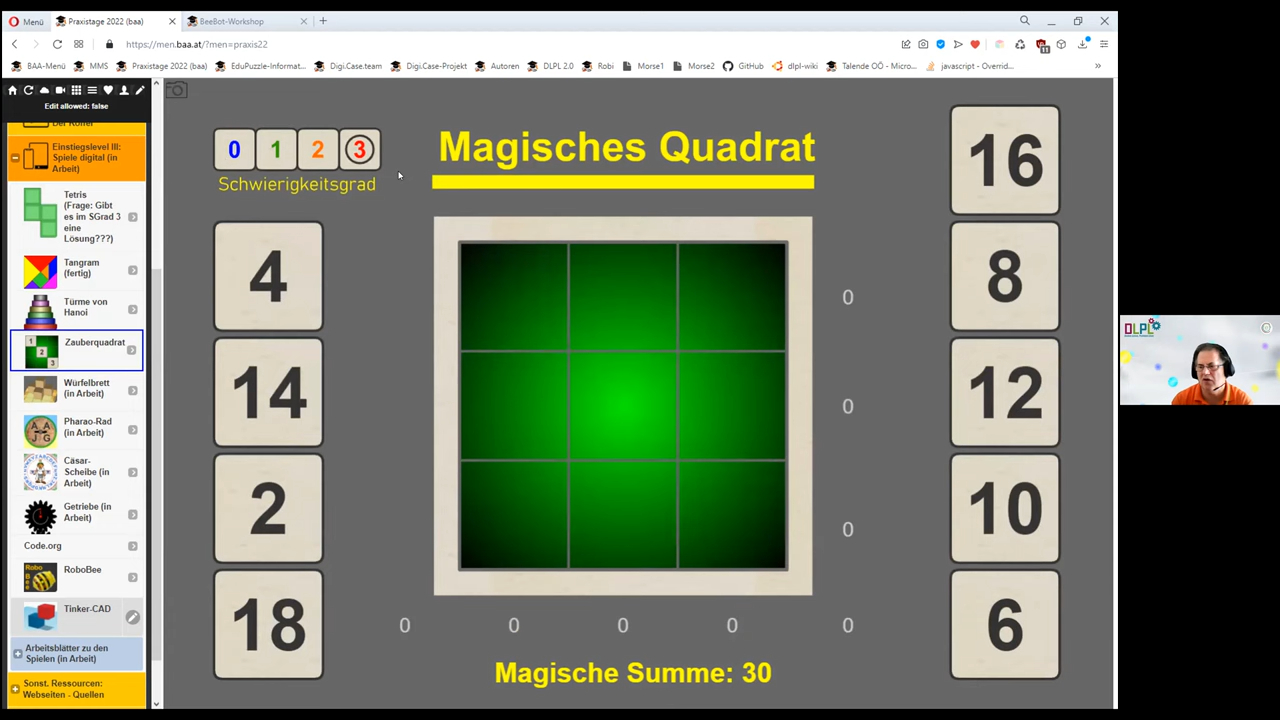 Menü
Praxistage 2022 (baa)
BeeBot-Workshop
https://men.baa.at/?men=praxis22
BAA-Menü
MMS
Praxistage 2022 (baa)
EduPuzzle-Informat...
Digi.Case.team
Digi.Case-Projekt
Autoren
DLPL 2.0
Robi
Morse1
Morse2
GitHub
dlpl-wiki
Talende OÖ - Micro...
javascript - Overrid...
Edit allowed: false
Einstiegslevel III:
Spiele digital (in
Arbeit)
Tetris
(Frage: Gibt
es im SGrad 3
eine
Lösung???)
Tangram
(fertig)
Türme von
Hanoi
Zauberquadrat
Würfelbrett
(in Arbeit)
Pharao-Rad
(in Arbeit)
Cäsar-
Scheibe (in
Arbeit)
Getriebe (in
Arbeit)
Code.org
RoboBee
Tinker-CAD
Arbeitsblätter zu den
Spielen (in Arbeit)
Sonst. Ressourcen:
Webseiten - Quellen
0 1 2 3
Schwierigkeitsgrad
Magisches Quadrat
4
14
2
18
0
0
0
0 0 0 0 0
Magische Summe: 30
16
8
12
10
6
DLPL